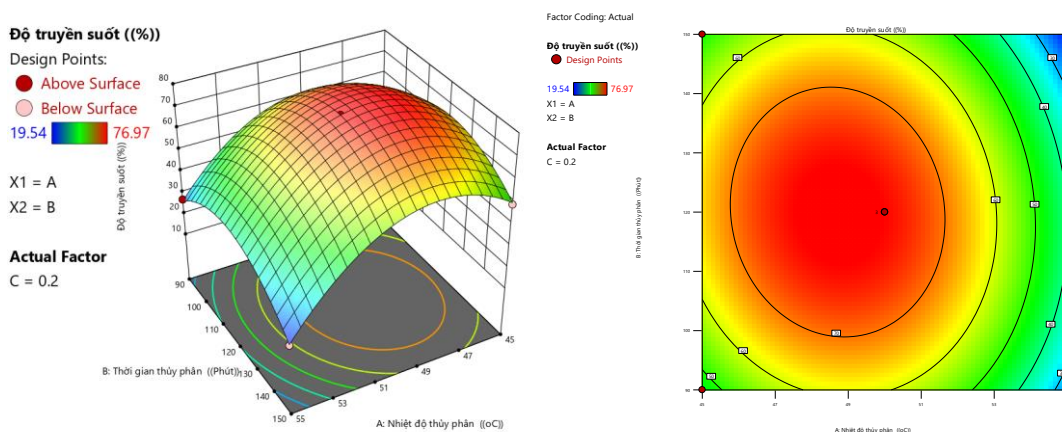 Độ truyền suốt ((%))
Design Points:
Above Surface
Below Surface
19.54 76.97
X1 = A
X2 = B
Actual Factor
C = 0.2
Độ truyền suốt ((%))
80
70
60
50
40
30
20
10
90
100
110
120
130
140
150
55
53
51
49
47
45
B: Thời gian thủy phân ((Phút))
A: Nhiệt độ thủy phân ((oC))
Factor Coding: Actual
Độ truyền suốt ((%))
Design Points
19.54 76.97
X1 = A
X2 = B
Actual Factor
C = 0.2
Độ truyền suốt ((%))
B: Thời gian thủy phân ((Phút))
150
140
130
120
110
100
90
45
47
49
51
A: Nhiệt độ thủy phân ((oC))